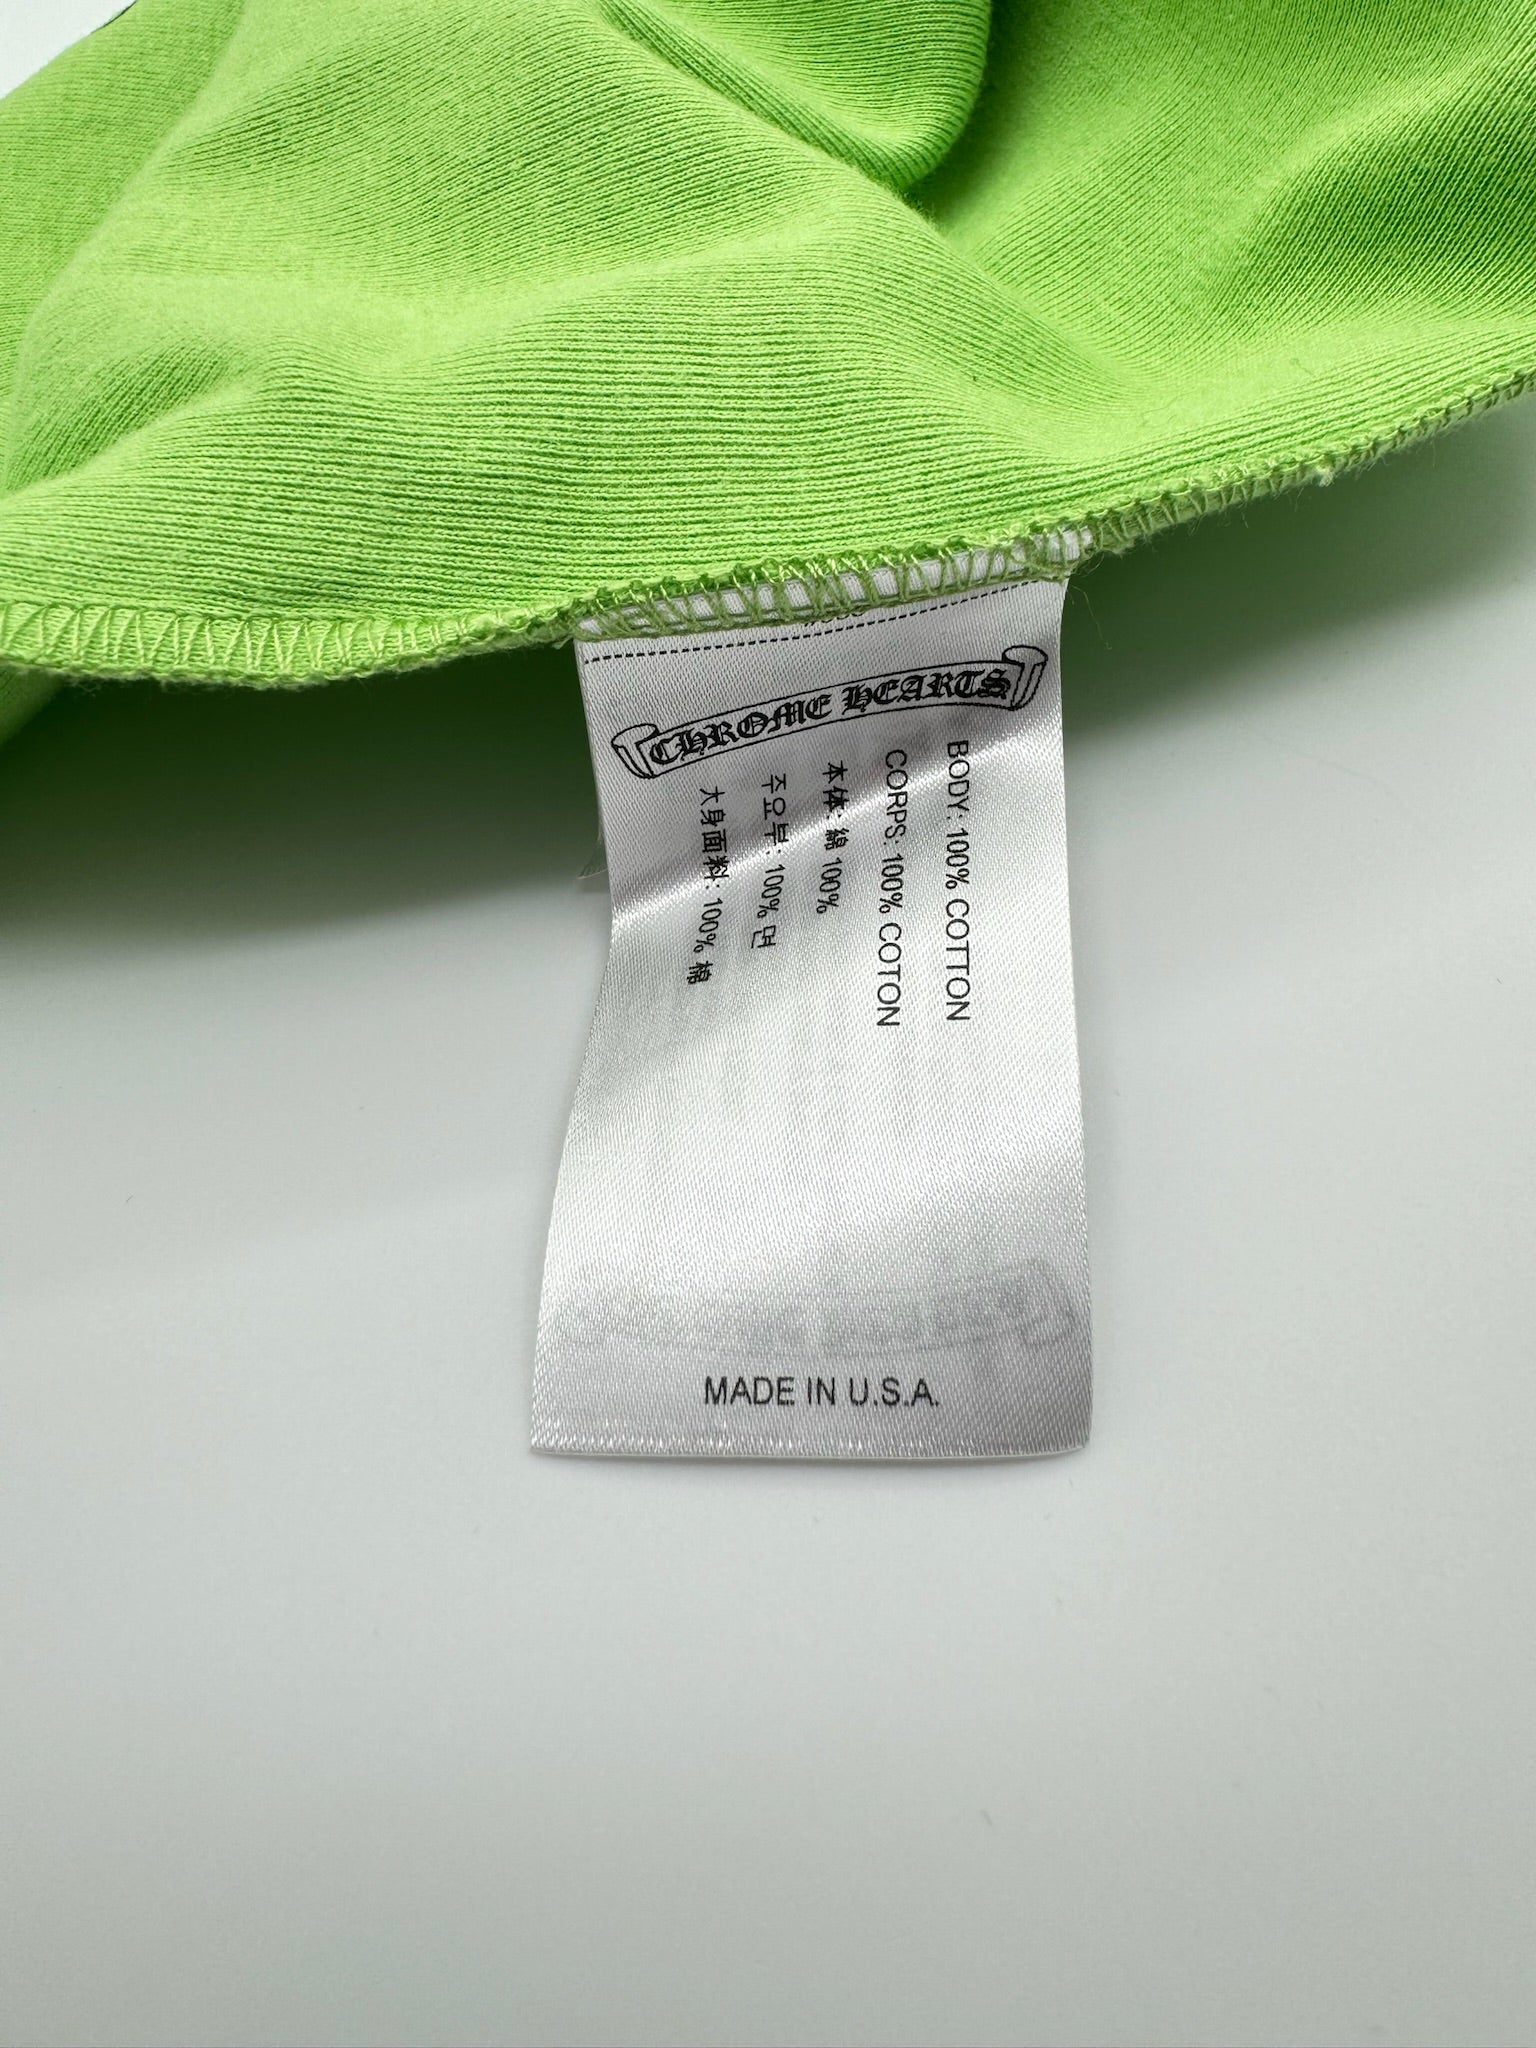 CHROME HEARTS
BODY: 100% COTTON
CORPS: 100% COTON
本体: 綿 100%
주요부: 100% 면
大身面料: 100% 棉
MADE IN U.S.A.